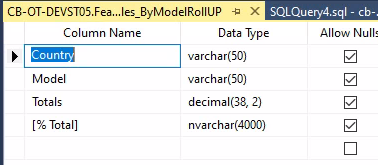 CB-OT-DEVST05.Fea...les_ByModelRollUP
SQLQuery4.sql - cb-
Column Name Data Type Allow Nulls
Country varchar(50)
Model varchar(50)
Totals decimal(38, 2)
[% Total] nvarchar(4000)